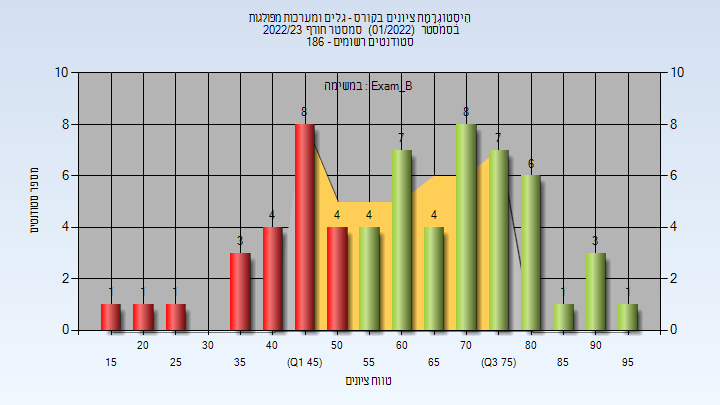 היסטוגרמת ציונים בקורס - גלים ומערכות מפולגות
בסמסטר (01/2022) סמסטר חורף 2022/23
סטודנטים רשומים - 186
במשימה : Exam_B
10 10
8 8
6 6
4 4
2 2
0 0
מספר סטודנטים
1 1 1 3 4 8 4 4 7 4 8 7 6 1 3 1
20 30 40 50 60 70 80 90
15 25 35 (Q1 45) 55 65 (Q3 75) 85 95
טווח ציונים